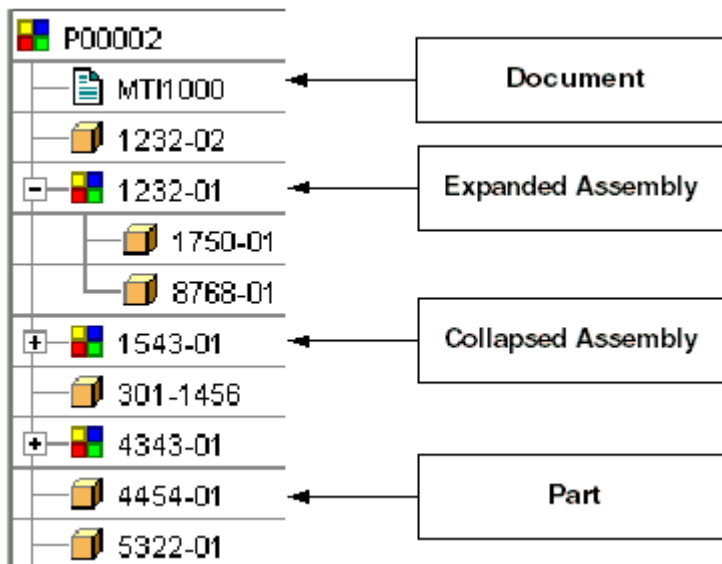 P00002
MTI1000
Document
1232-02
1232-01
Expanded Assembly
1750-01
8768-01
1543-01
Collapsed Assembly
301-1456
4343-01
4454-01
Part
5322-01